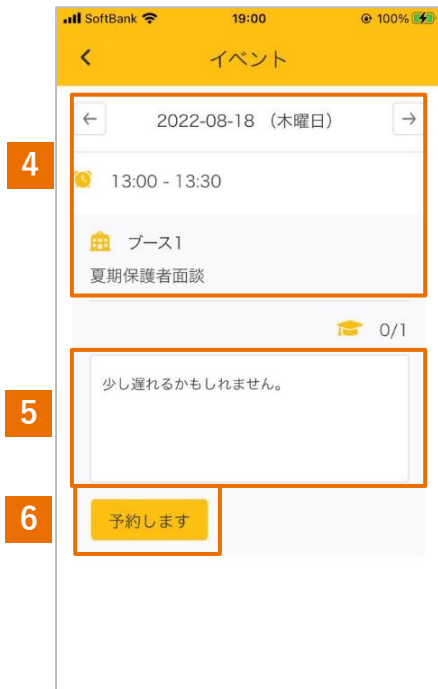 SoftBank 19:00 100%
イベント
2022-08-18 （木曜日）
4
13:00 - 13:30
ブース1
夏期保護者面談
0/1
少し遅れるかもしれません。
5
6
予約します